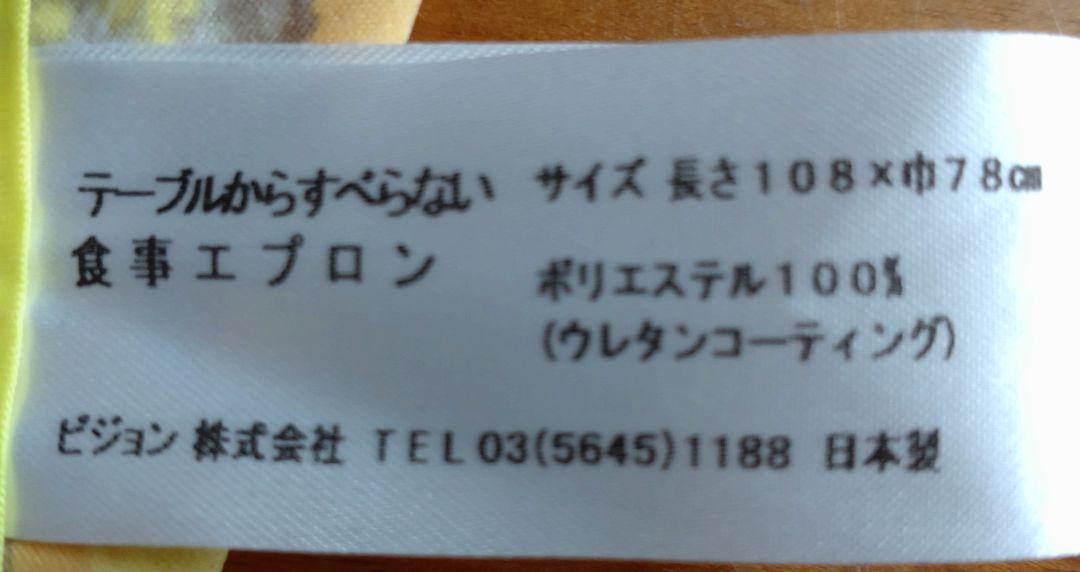 テーブルからすべらない サイズ 長さ108×巾78㎝
食事エプロン ポリエステル100%
(ウレタンコーティング)
ピジョン 株式会社 TEL03(5645)1188 日本製